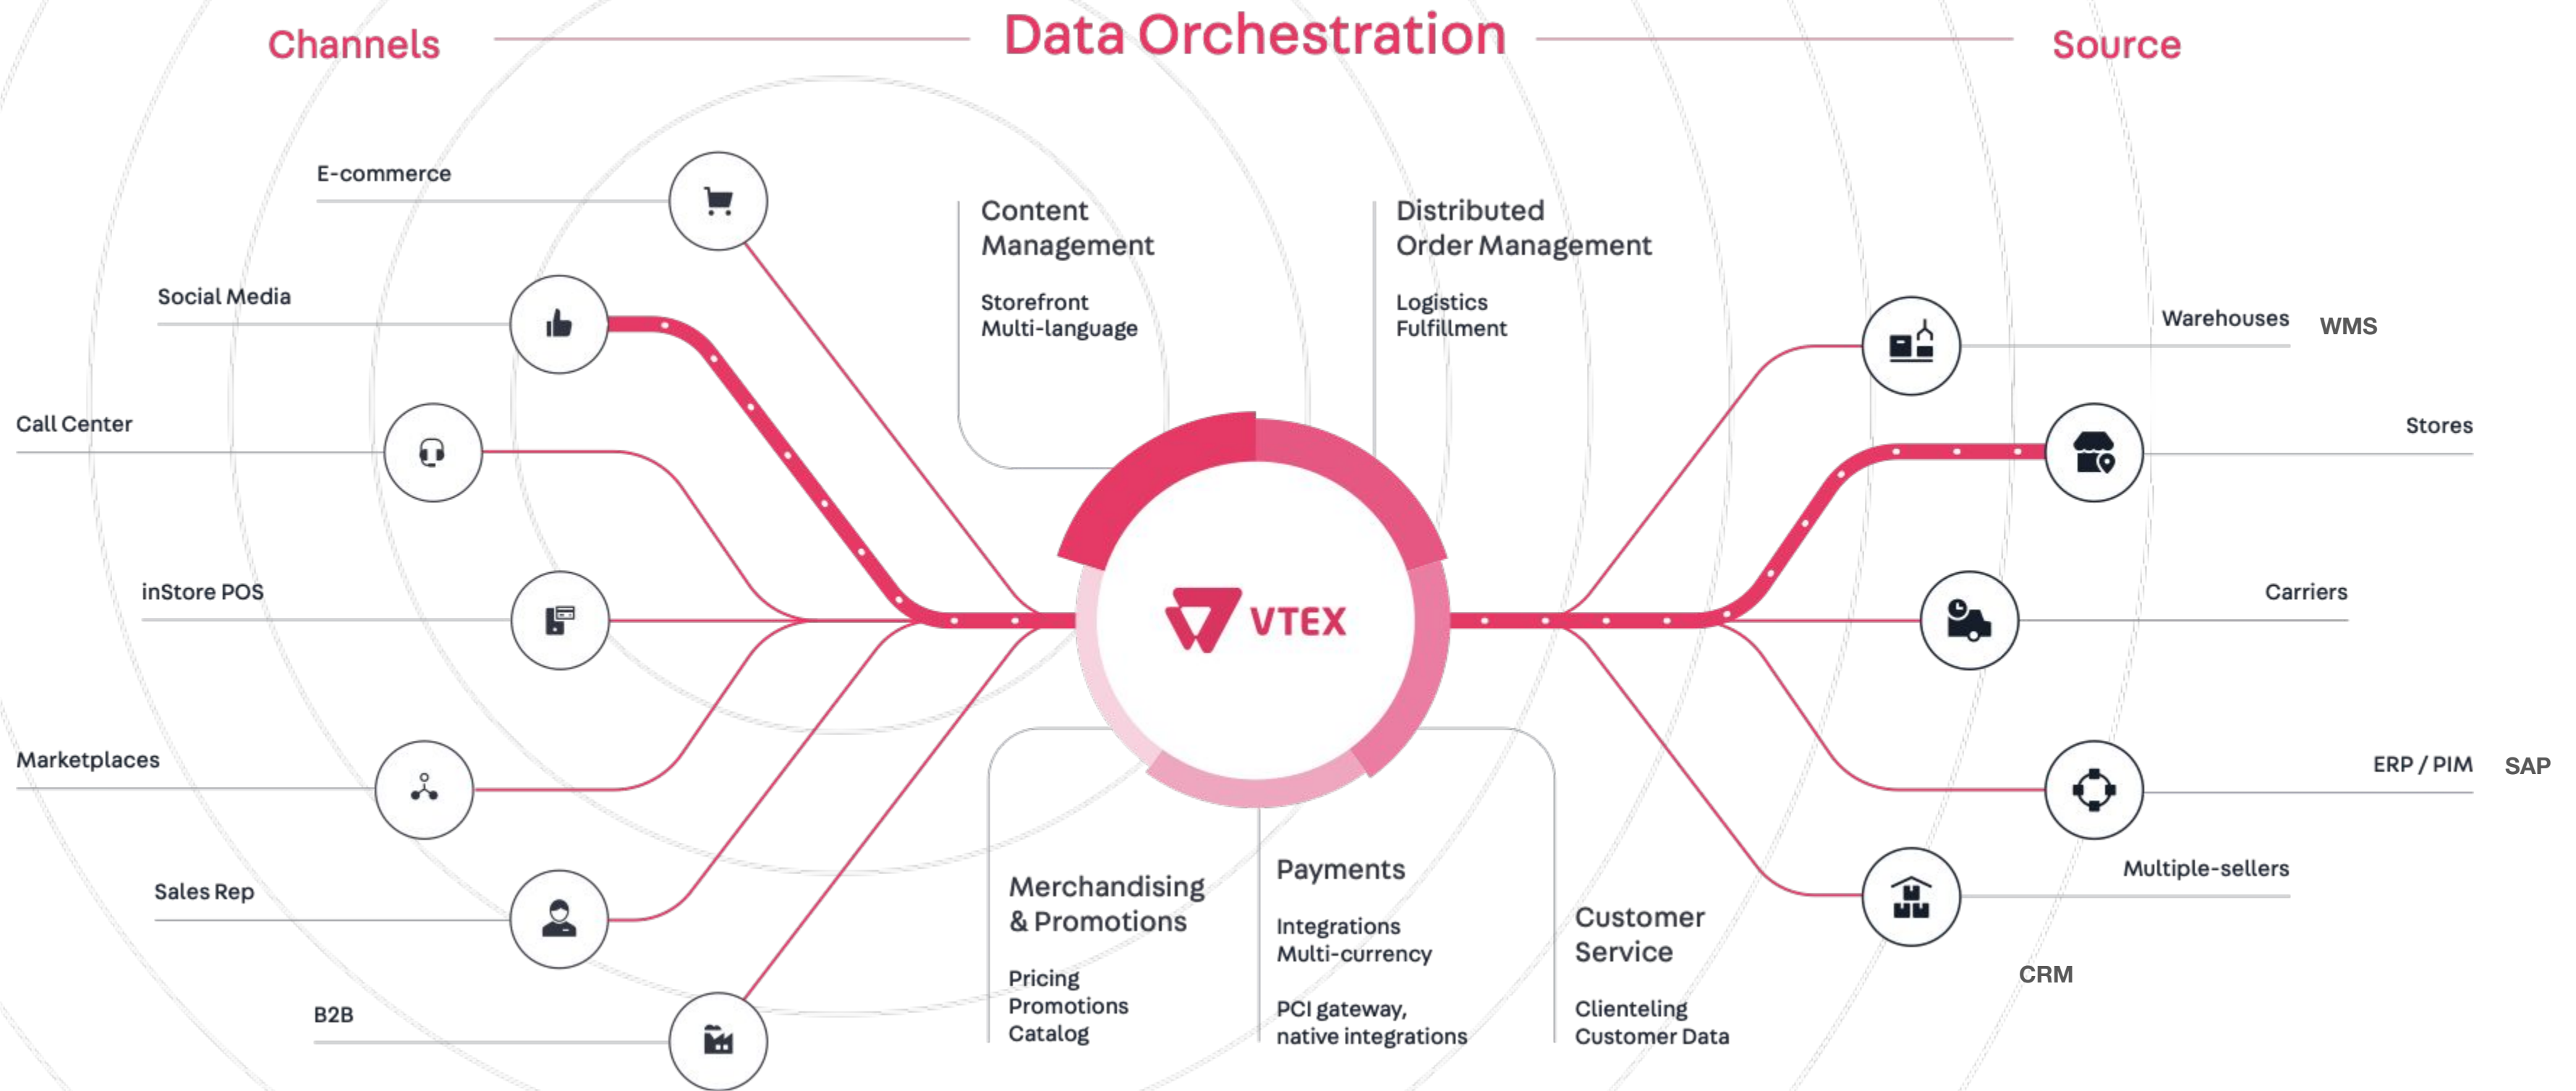 Channels
Data Orchestration
Source
E-commerce
Social Media
Call Center
inStore POS
Marketplaces
Sales Rep
B2B
Content
Management
Storefront
Multi-language
Distributed
Order Management
Logistics
Fulfillment
VTEX
Merchandising
& Promotions
Pricing
Promotions
Catalog
Payments
Integrations
Multi-currency
PCI gateway,
native integrations
Customer
Service
Clienteling
Customer Data
Warehouses
WMS
Stores
Carriers
ERP / PIM
SAP
Multiple-sellers
CRM